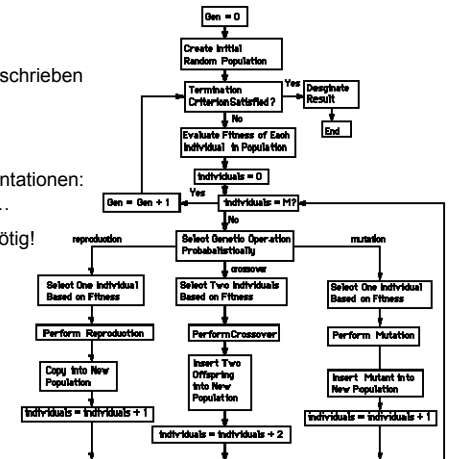 schrieben
ntationen:
..
ötig!
Gen = 0
Create Initial
Random Population
Termination
Criterion Satisfied?
Yes
Desginate
Result
End
No
Evaluate Fitness of Each
Individual in Population
individuals = 0
individuals = M?
Yes
Gen = Gen + 1
No
Select Genetic Operation
Probabalistically
reproduction
crossover
mutation
Select One Individual
Based on Fitness
Perform Reproduction
Copy into New
Population
individuals = individuals + 1
Select Two Individuals
Based on Fitness
Perform Crossover
Insert Two
Offspring
into New
Population
individuals = individuals + 2
Select One Individual
Based on Fitness
Perform Mutation
Insert Mutant into
New Population
individuals = individuals + 1